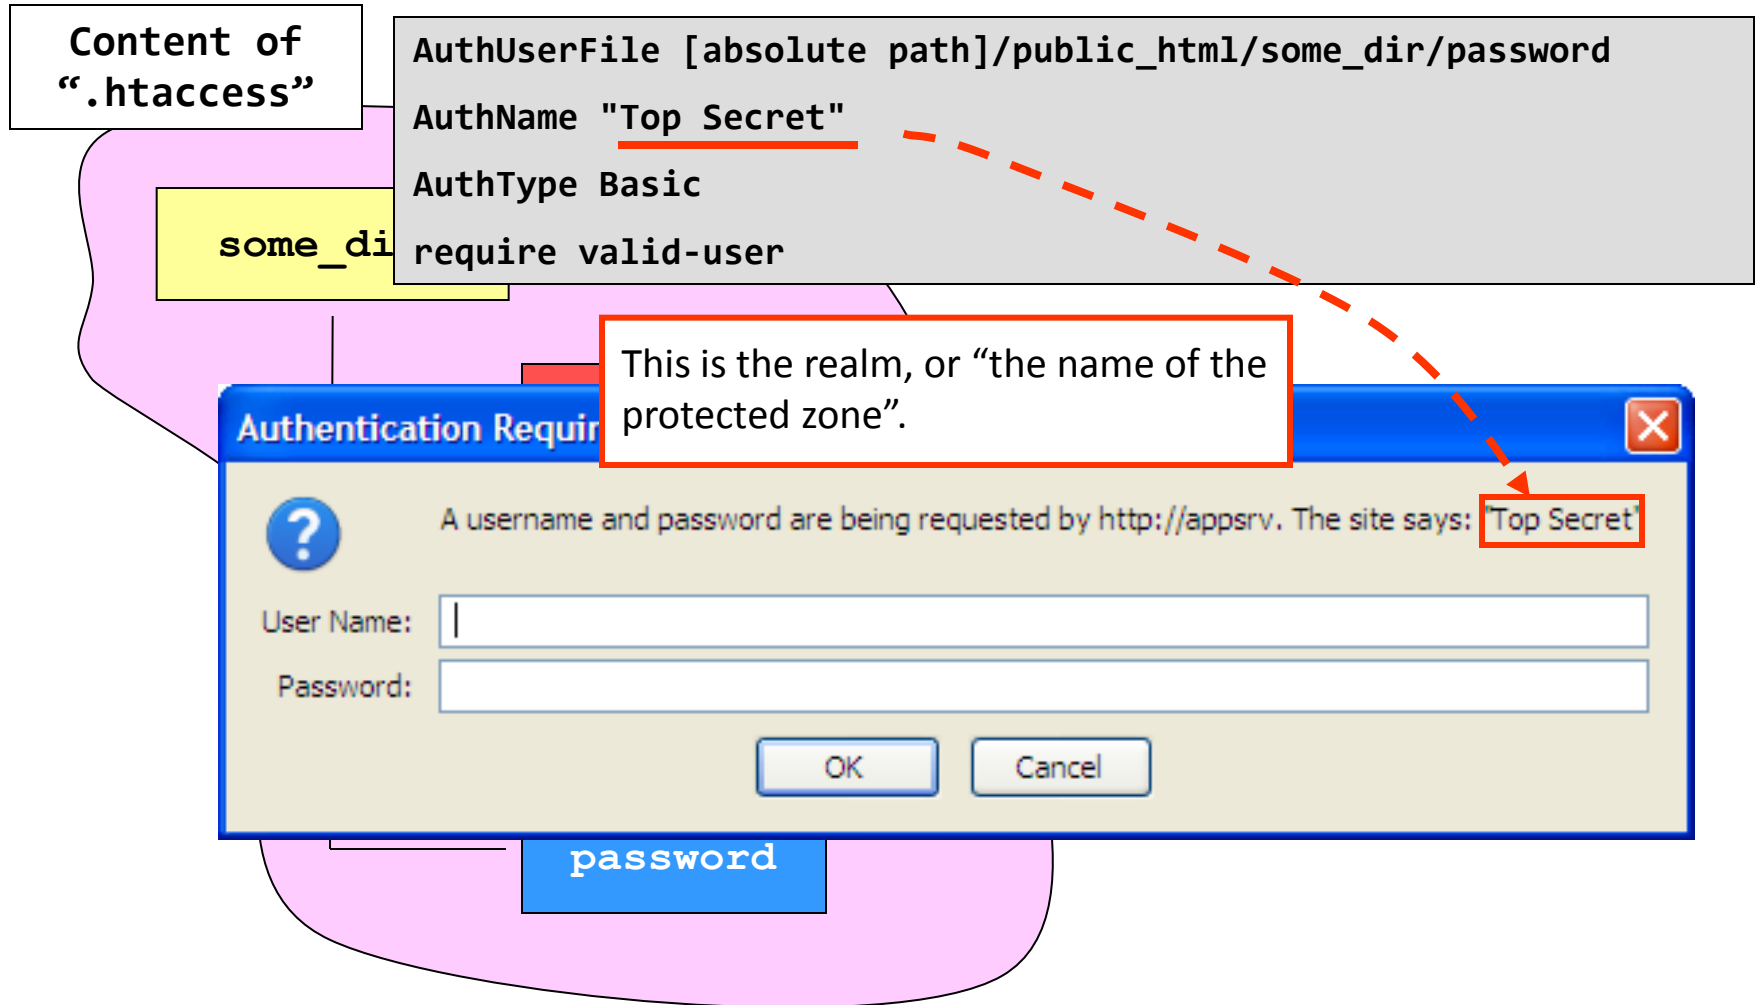 Content of
“.htaccess”
AuthUserFile [absolute path]/public_html/some_dir/password
AuthName "Top Secret"
AuthType Basic
require valid-user
some_di
This is the realm, or “the name of the
protected zone”.
Authentication Requir
A username and password are being requested by http://appsrv. The site says: "Top Secret"
User Name:
Password:
OK
Cancel
password